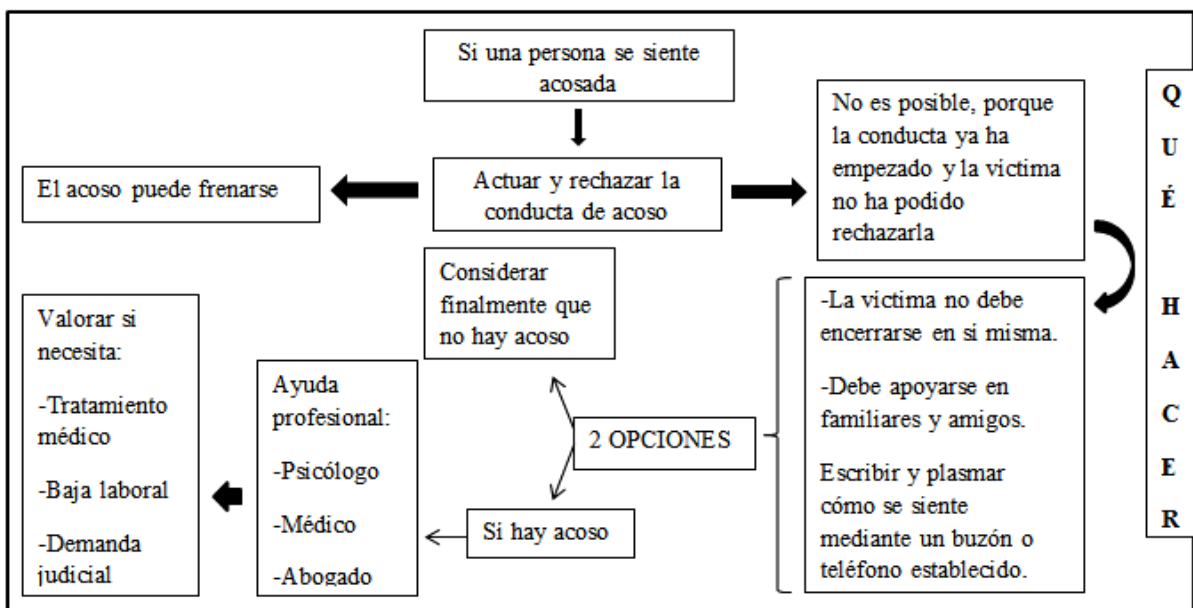 Si una persona se siente
acosada
Actuar y rechazar la
conducta de acoso
El acoso puede frenarse
No es posible, porque
la conducta ya ha
empezado y la víctima
no ha podido
rechazarla
-La víctima no debe
encerrarse en sí misma.
-Debe apoyarse en
familiares y amigos.
Escribir y plasmar
cómo se siente
mediante un buzón o
teléfono establecido.
2 OPCIONES
Considerar
finalmente que
no hay acoso
Si hay acoso
Ayuda
profesional:
-Psicólogo
-Médico
-Abogado
Valorar si
necesita:
-Tratamiento
médico
-Baja laboral
-Demanda
judicial
QUÉ HACER